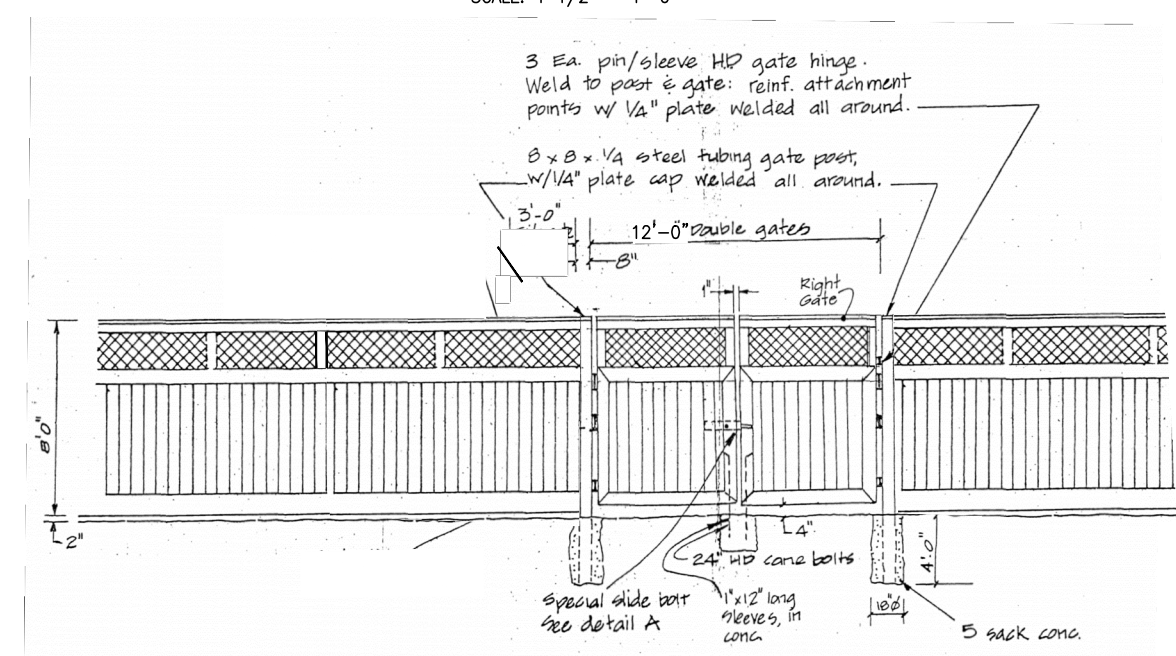 3 Ea. pin/sleeve HD gate hinge.
Weld to post & gate: reinf. attachment
points w/ 1/4" plate welded all around.
8 x 8 x 1/4 steel tubing gate post,
w/1/4" plate cap welded all around.
3'-0"
12'-0" Double gates
8"
1"
Right
Gate
8'0"
2"
4"
24" HD cane bolts
4'.0"
Special slide bolt
See detail A
1"x12" long
sleeves, in
conc.
18"ø
5 sack conc.